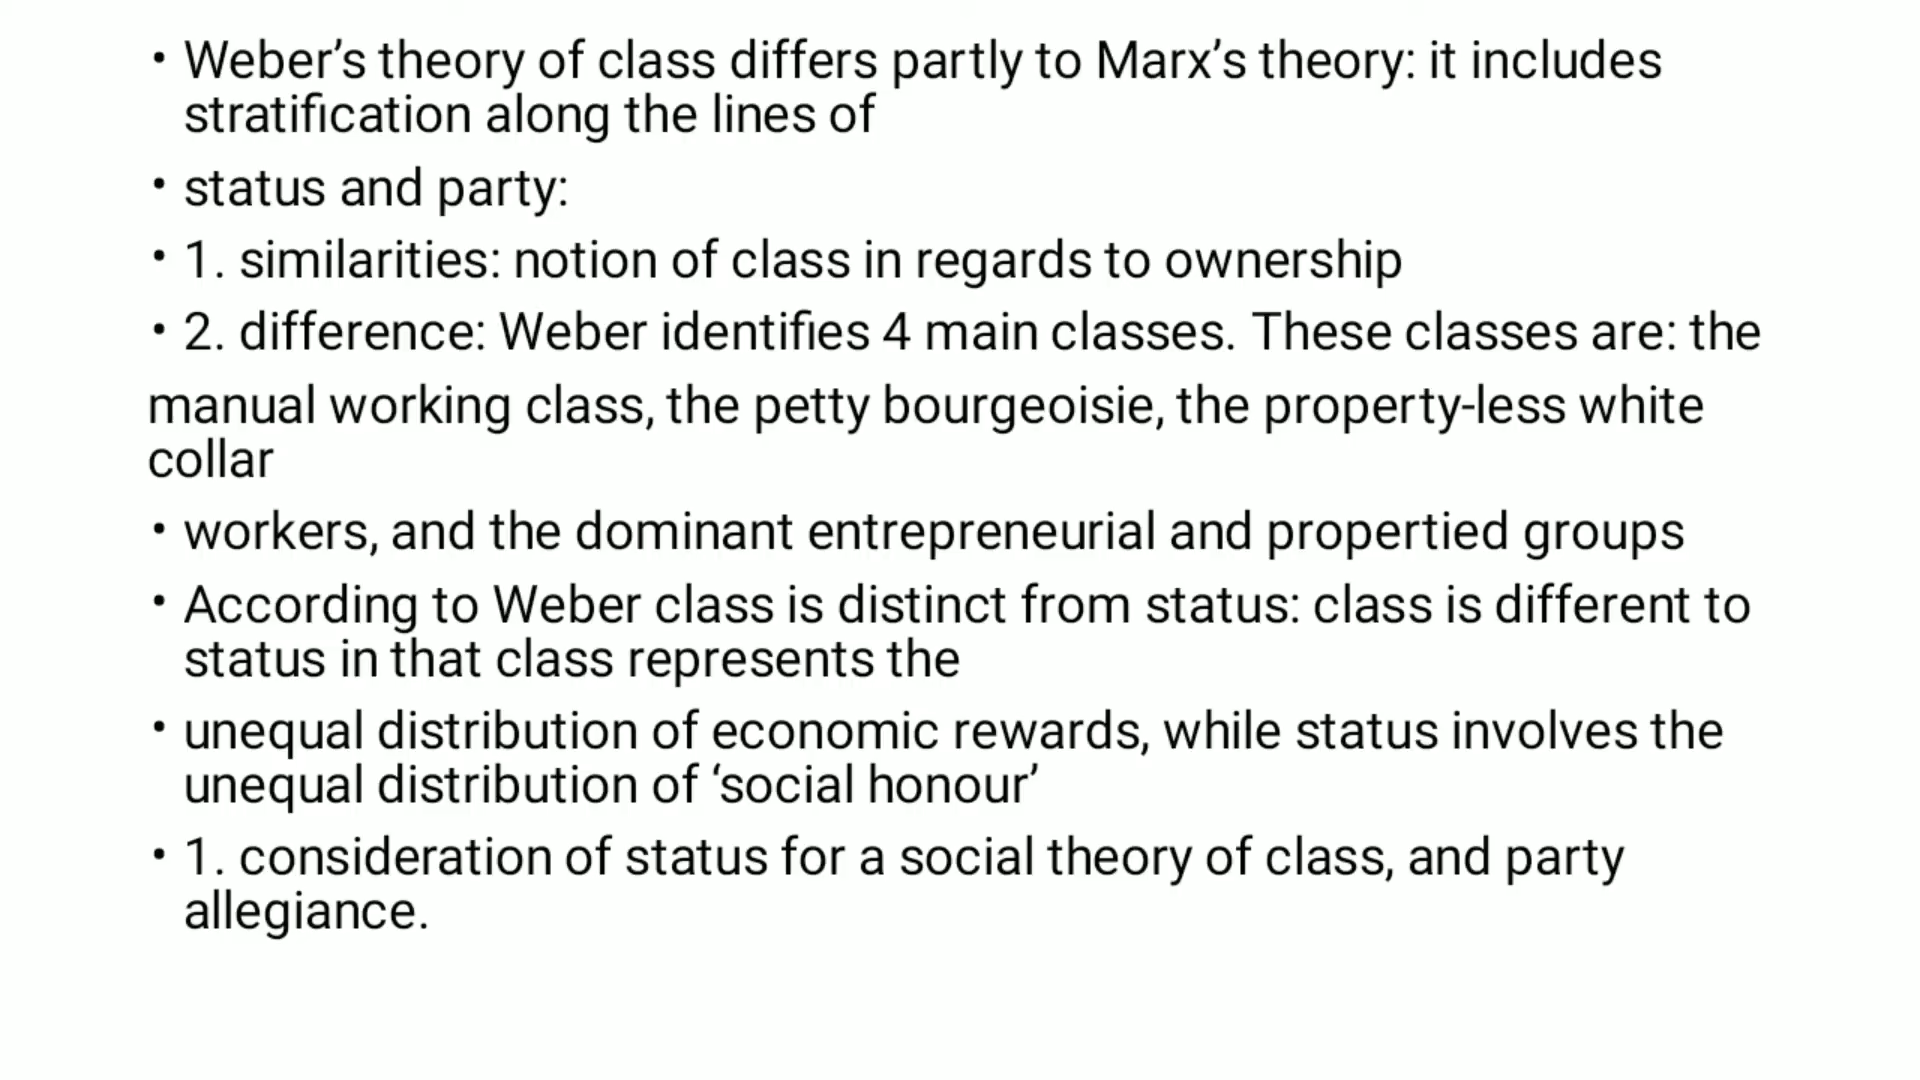 • Weber’s theory of class differs partly to Marx’s theory: it includes
stratification along the lines of
• status and party:
• 1. similarities: notion of class in regards to ownership
• 2. difference: Weber identifies 4 main classes. These classes are: the
manual working class, the petty bourgeoisie, the property-less white
collar
• workers, and the dominant entrepreneurial and propertied groups
• According to Weber class is distinct from status: class is different to
status in that class represents the
• unequal distribution of economic rewards, while status involves the
unequal distribution of ‘social honour’
• 1. consideration of status for a social theory of class, and party
allegiance.